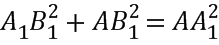 A₁B₁² + AB₁² = AA₁²